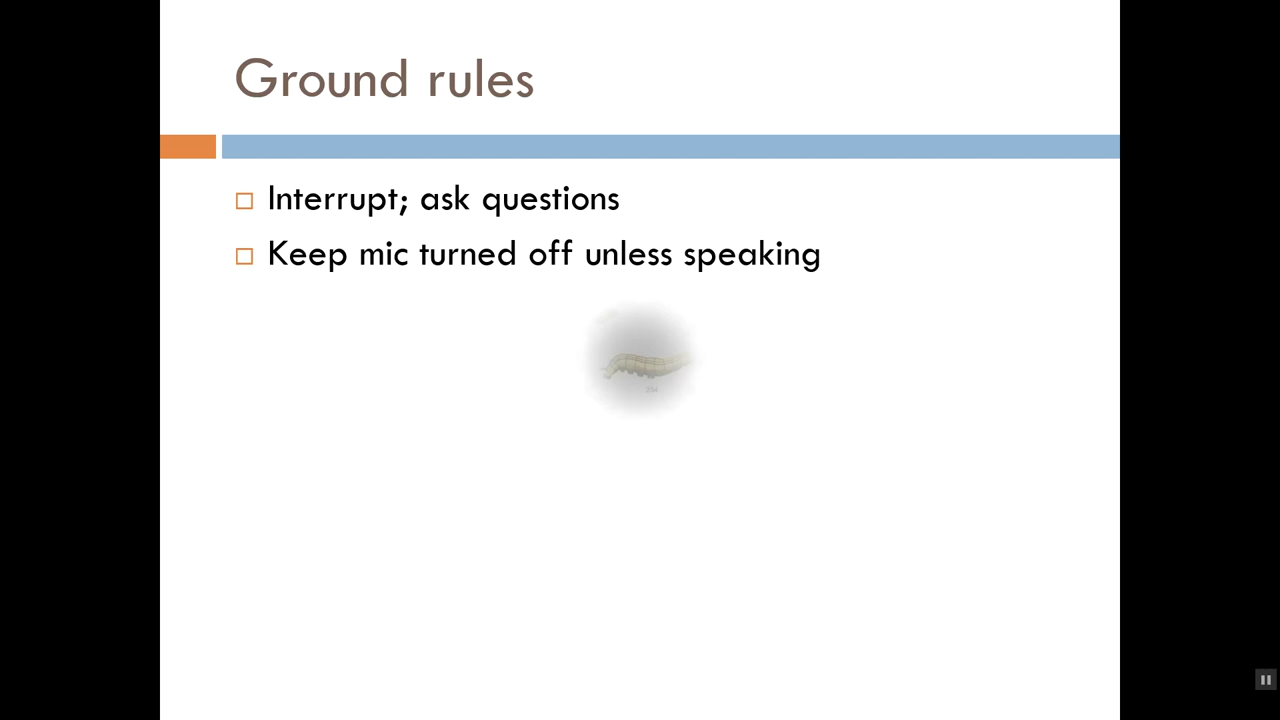 Ground rules
Interrupt; ask questions
Keep mic turned off unless speaking